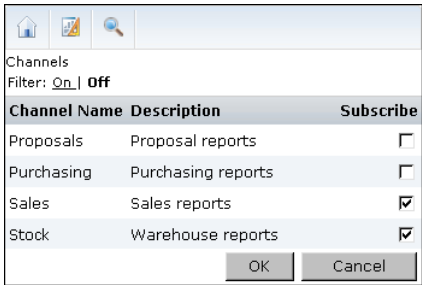 Channels
Filter: On | Off
Channel Name Description Subscribe
Proposals Proposal reports
Purchasing Purchasing reports
Sales Sales reports
Stock Warehouse reports
OK Cancel